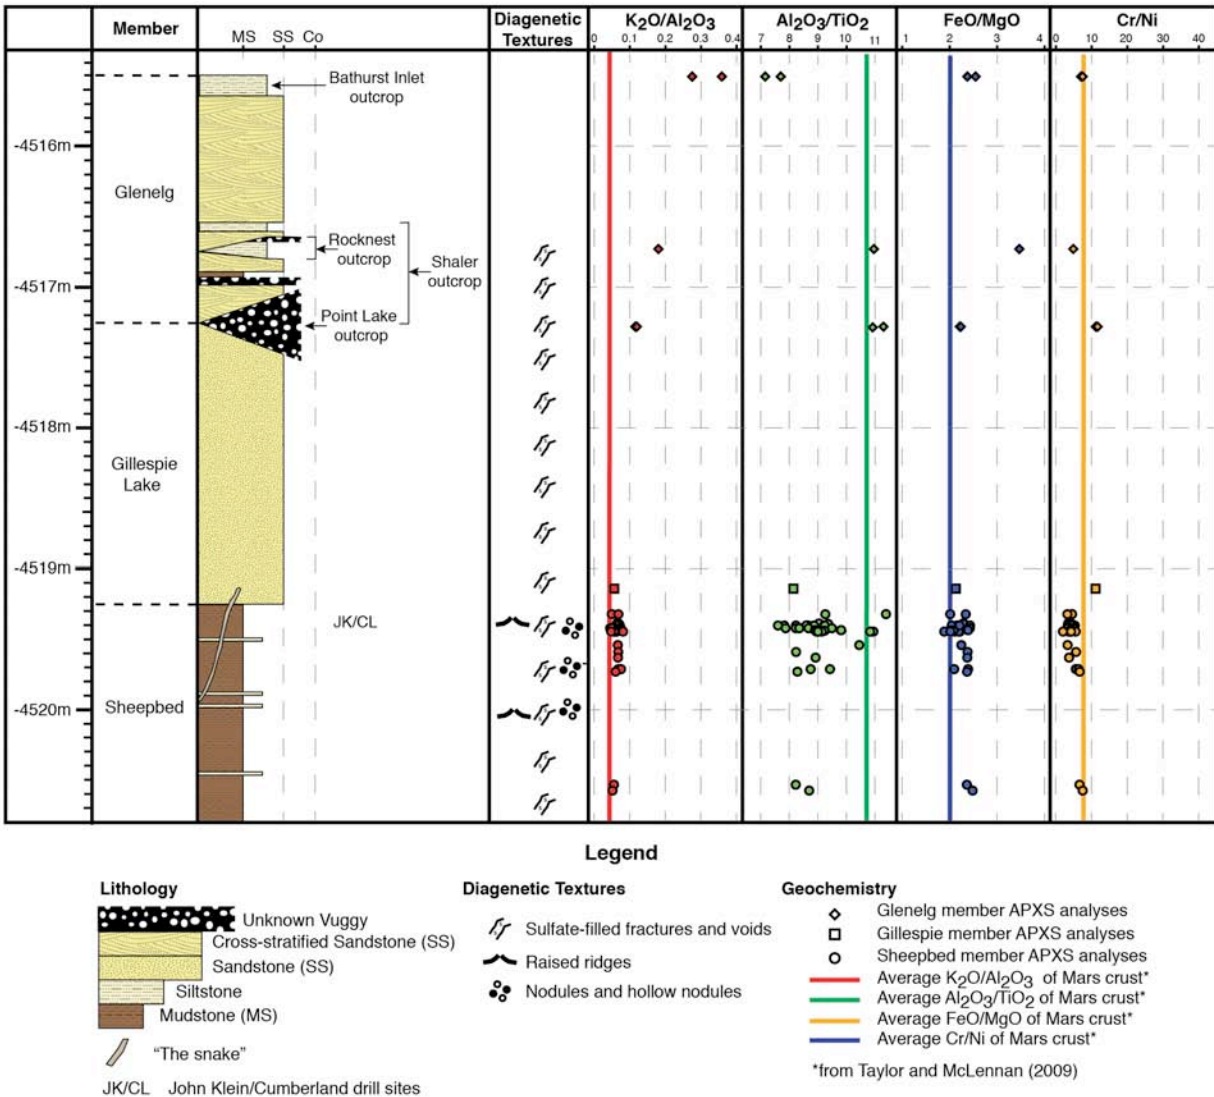 Member
MS SS Co
Diagenetic
Textures
K2O/Al2O3
0 0.1 0.2 0.3 0.4
Al2O3/TiO2
7 8 9 10 11
FeO/MgO
1 2 3 4
Cr/Ni
0 10 20 30 40
Bathurst Inlet
outcrop
-4516m
Glenelg
Rocknest
outcrop
Shaler
outcrop
-4517m
Point Lake
outcrop
-4518m
Gillespie
Lake
-4519m
JK/CL
Sheepbed
-4520m
Legend
Lithology
Unknown Vuggy
Cross-stratified Sandstone (SS)
Sandstone (SS)
Siltstone
Mudstone (MS)
"The snake"
JK/CL John Klein/Cumberland drill sites
Diagenetic Textures
Sulfate-filled fractures and voids
Raised ridges
Nodules and hollow nodules
Geochemistry
Glenelg member APXS analyses
Gillespie member APXS analyses
Sheepbed member APXS analyses
Average K2O/Al2O3 of Mars crust*
Average Al2O3/TiO2 of Mars crust*
Average FeO/MgO of Mars crust*
Average Cr/Ni of Mars crust*
*from Taylor and McLennan (2009)